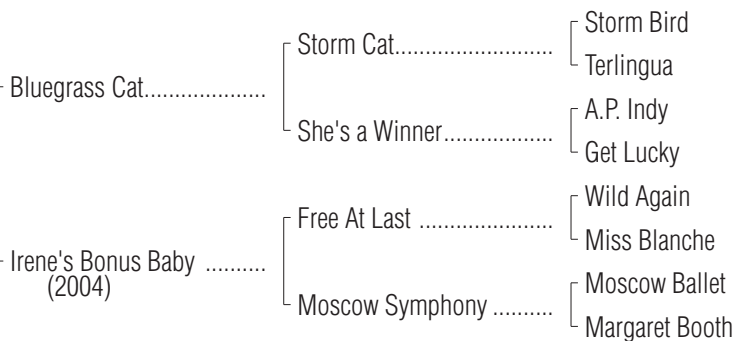 Storm Bird
Storm Cat...........................
Terlingua
Bluegrass Cat....................
A.P. Indy
She's a Winner..................
Get Lucky
Wild Again
Free At Last ......................
Miss Blanche
Irene's Bonus Baby ..........
(2004)
Moscow Ballet
Moscow Symphony ..........
Margaret Booth